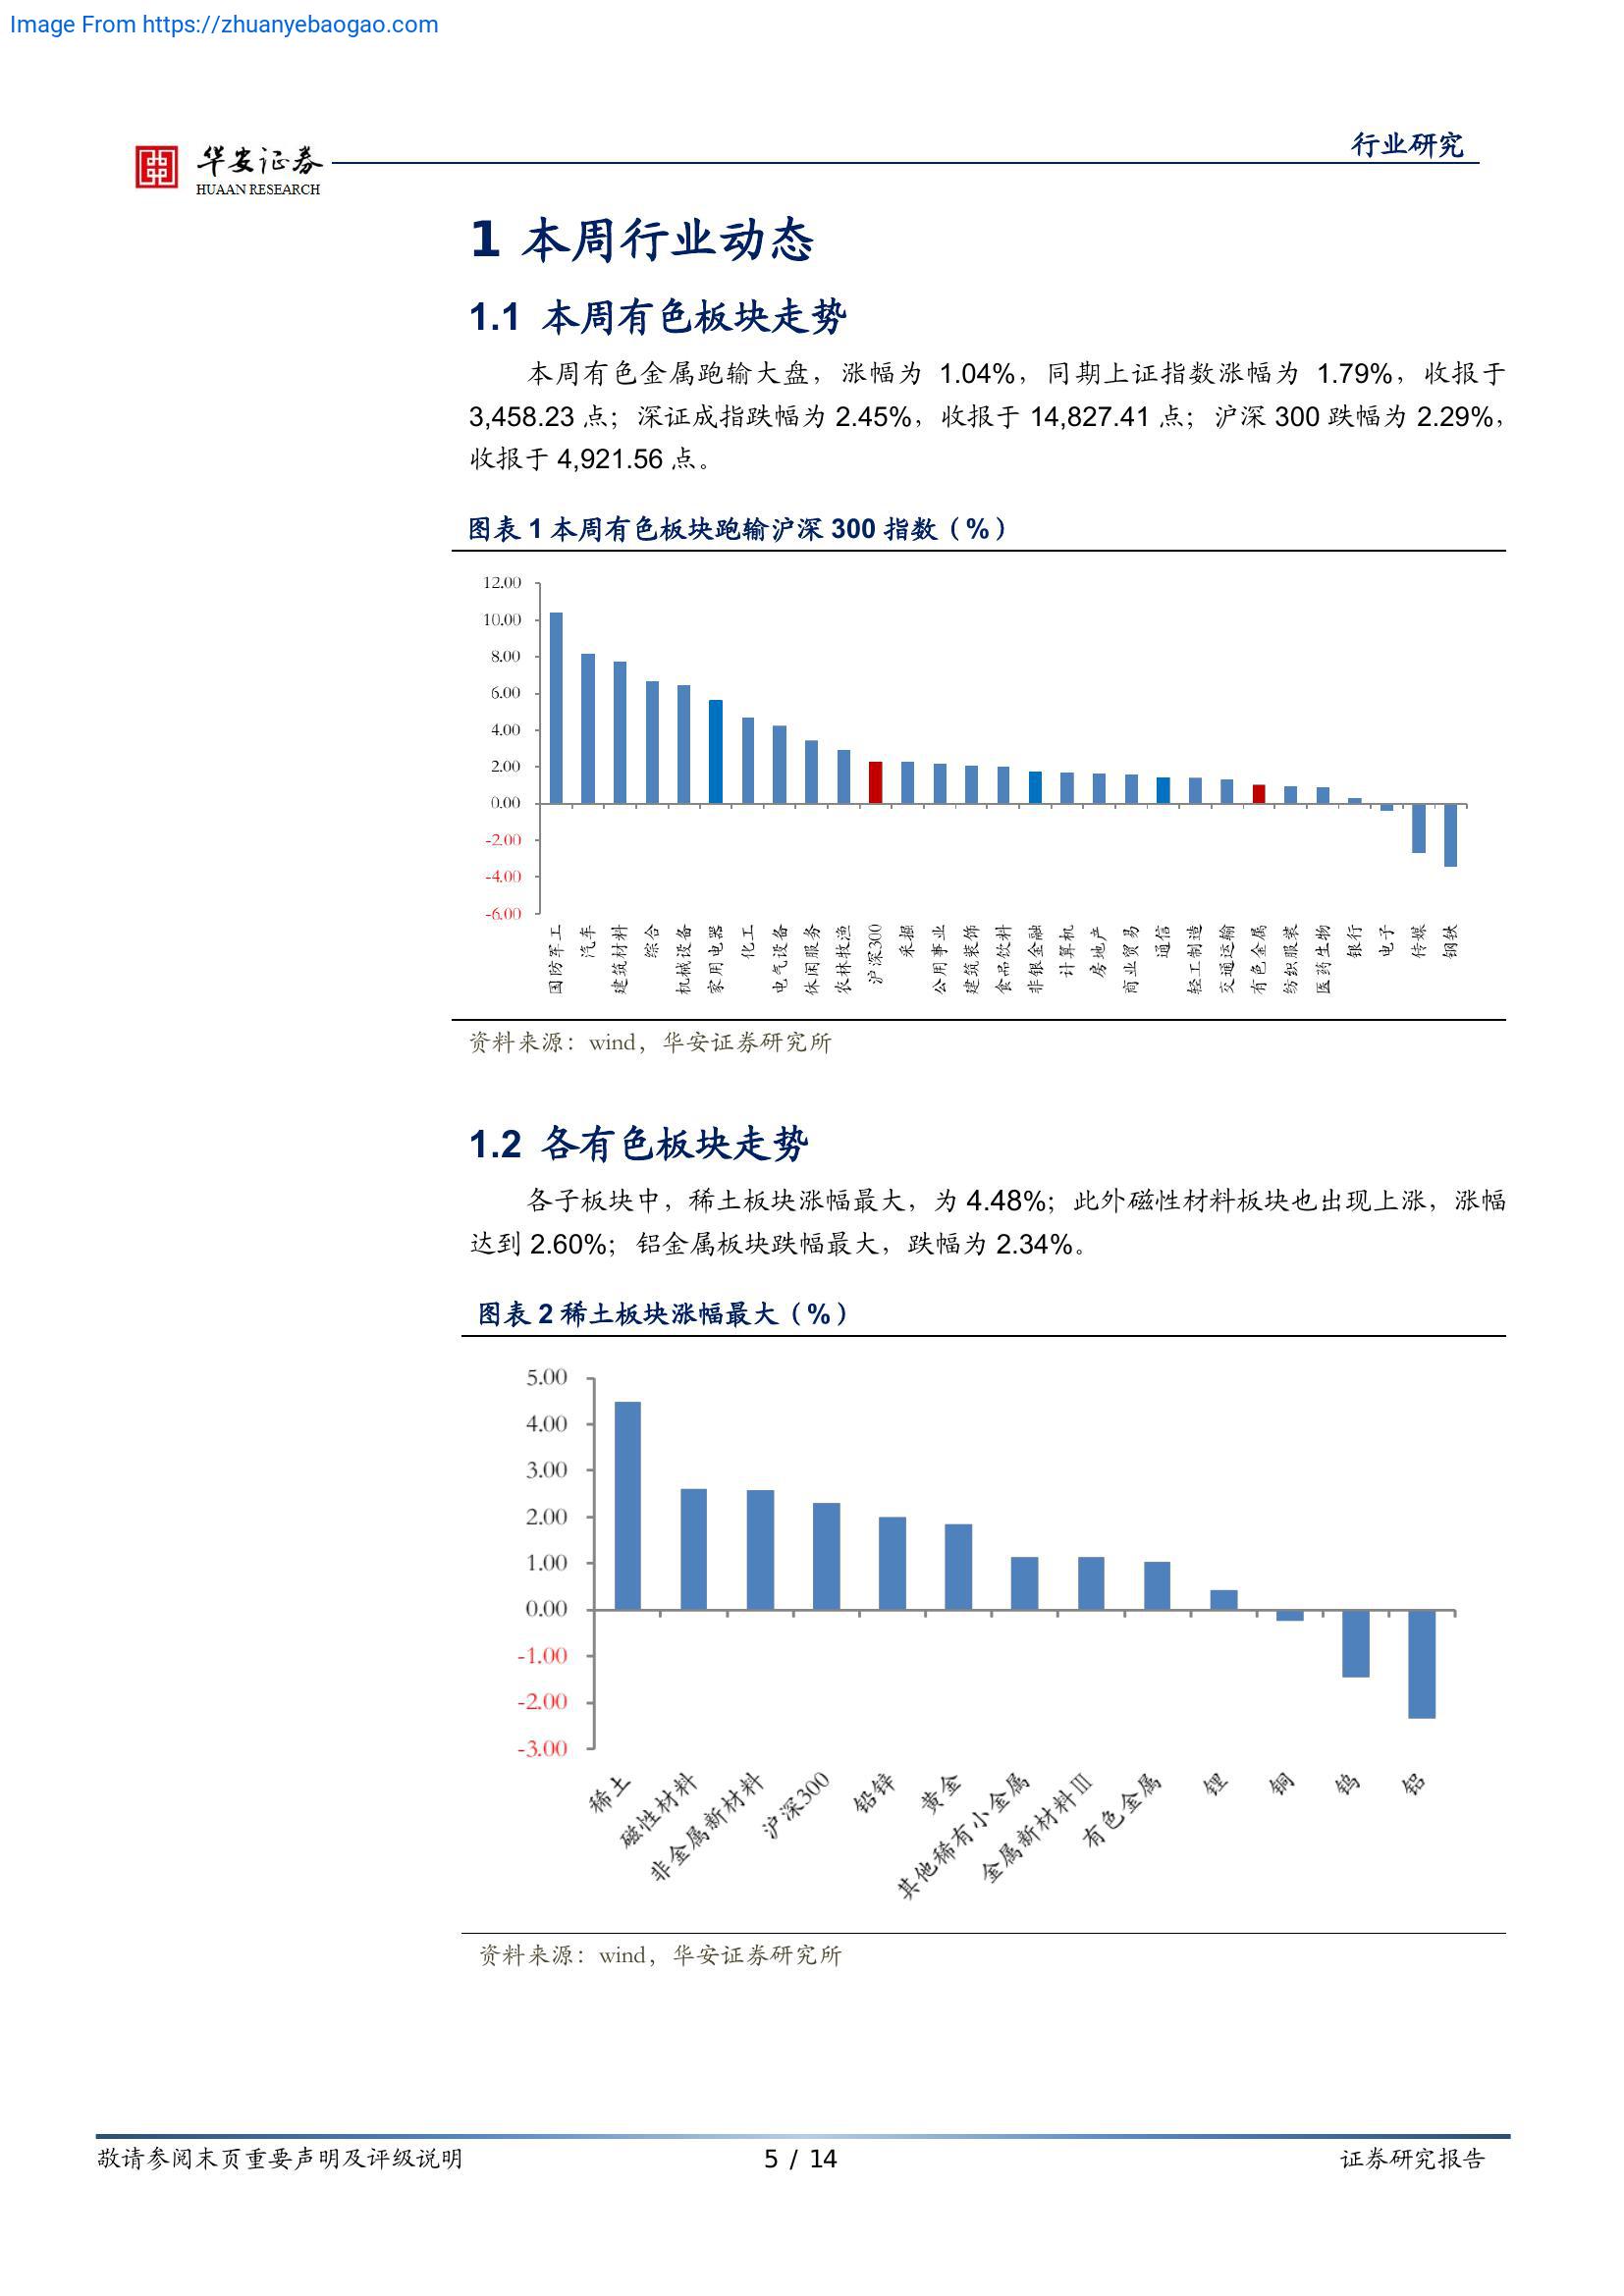 Image From https://zhuanyebaogao.com
华安证券
HUAAN RESEARCH
行业研究
1 本周行业动态
1.1 本周有色板块走势
本周有色金属跑输大盘，涨幅为 1.04%，同期上证指数涨幅为 1.79%，收报于
3,458.23 点；深证成指跌幅为 2.45%，收报于 14,827.41 点；沪深 300 跌幅为 2.29%，
收报于 4,921.56 点。
图表 1 本周有色板块跑输沪深 300 指数（%）
12.00
10.00
8.00
6.00
4.00
2.00
0.00
-2.00
-4.00
-6.00
国防军工
汽车
建筑材料
综合
机械设备
家用电器
化工
电气设备
休闲服务
农林牧渔
沪深300
采掘
公用事业
建筑装饰
食品饮料
非银金融
计算机
房地产
商业贸易
通信
轻工制造
交通运输
有色金属
纺织服装
医药生物
银行
电子
传媒
钢铁
资料来源：wind，华安证券研究所
1.2 各有色板块走势
各子板块中，稀土板块涨幅最大，为 4.48%；此外磁性材料板块也出现上涨，涨幅
达到 2.60%；铝金属板块跌幅最大，跌幅为 2.34%。
图表 2 稀土板块涨幅最大（%）
5.00
4.00
3.00
2.00
1.00
0.00
-1.00
-2.00
-3.00
稀土
磁性材料
非金属新材料
沪深300
铅锌
黄金
其他稀有小金属
金属新材料Ⅲ
有色金属
锂
铜
钨
铝
资料来源：wind，华安证券研究所
敬请参阅末页重要声明及评级说明
5 / 14
证券研究报告